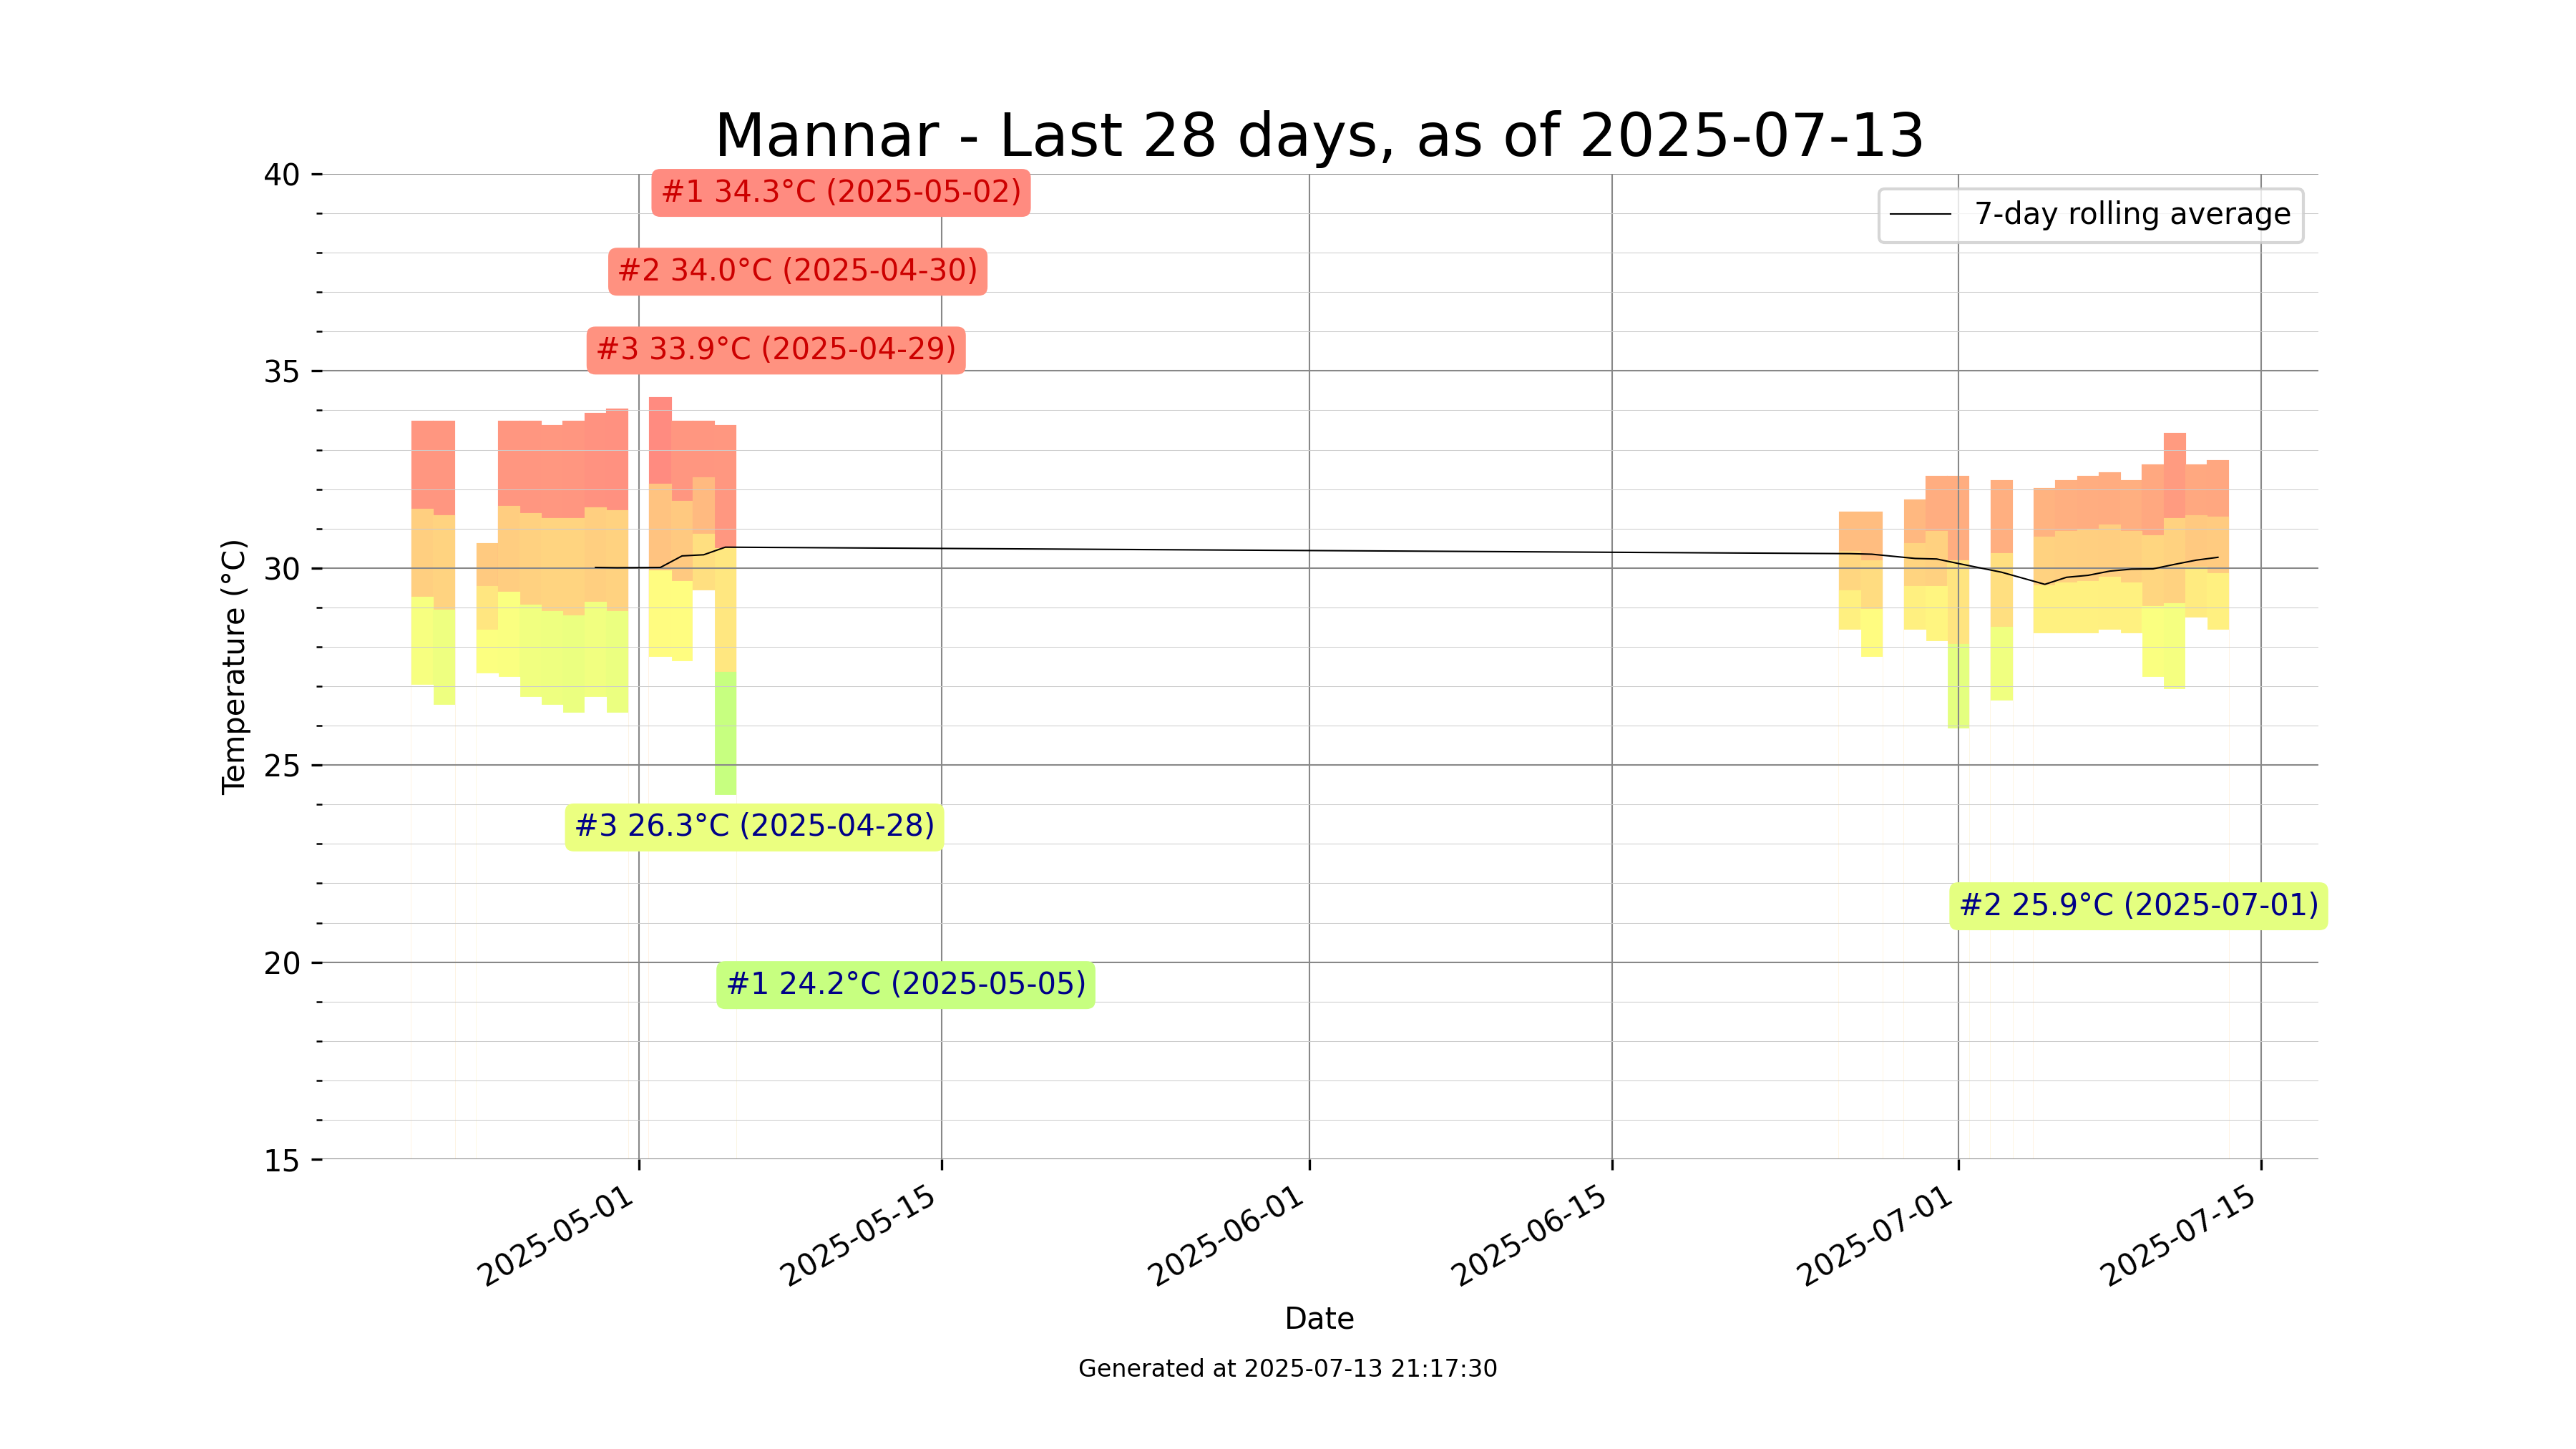 Mannar - Last 28 days, as of 2025-07-13
40
#1 34.3°C (2025-05-02)
7-day rolling average
#2 34.0°C (2025-04-30)
#3 33.9°C (2025-04-29)
35
30
Temperature (°C)
25
#3 26.3°C (2025-04-28)
#2 25.9°C (2025-07-01)
20
#1 24.2°C (2025-05-05)
15
2025-05-01
2025-05-15
2025-06-01
2025-06-15
2025-07-01
2025-07-15
Date
Generated at 2025-07-13 21:17:30